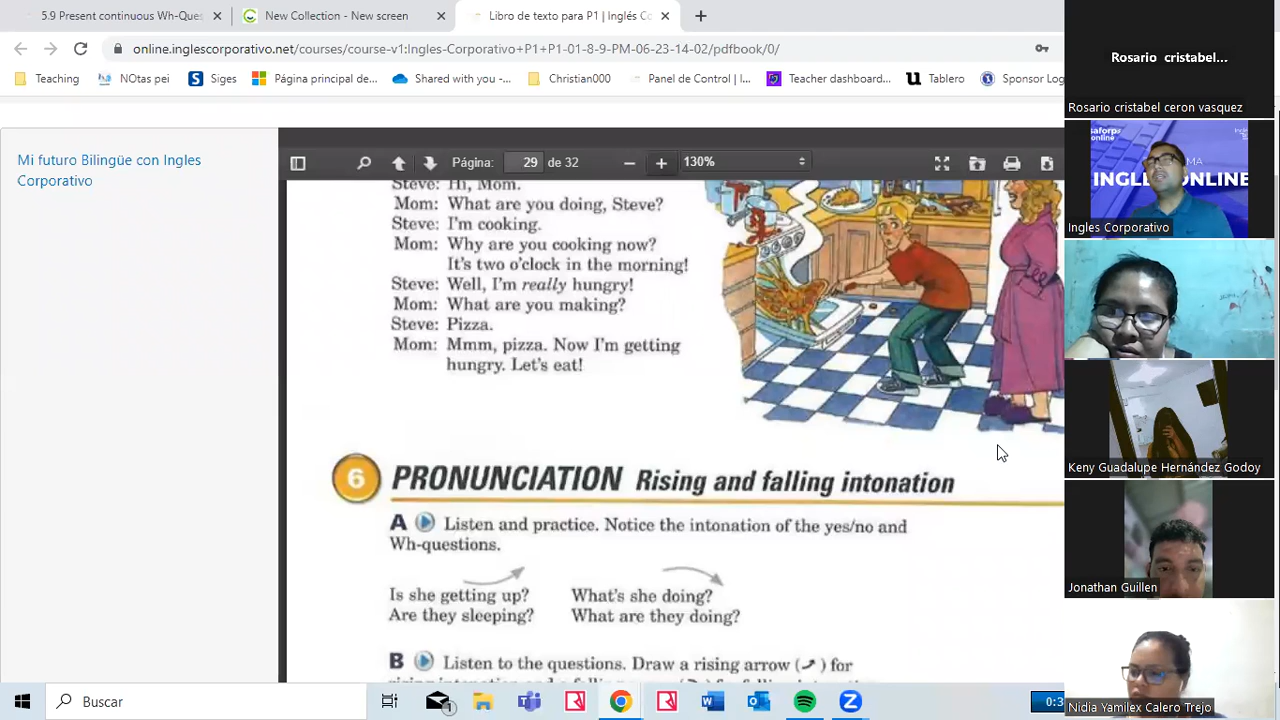 5.9 Present continuous Wh-Ques
New Collection - New screen
Libro de texto para P1 | Inglés Co
online.inglescorporativo.net/courses/course-v1:Ingles-Corporativo+P1+P1-01-8-9-PM-06-23-14-02/pdfbook/0/
Teaching
NOtas pei
Siges
Página principal de...
Shared with you -...
Christian000
Panel de Control | I...
Teacher dashboard...
Tablero
Sponsor Log
Mi futuro Bilingüe con Ingles
Corporativo
Página: 29 de 32
130%
Steve: Hi, Mom.
Mom: What are you doing, Steve?
Steve: I'm cooking.
Mom: Why are you cooking now?
It's two o'clock in the morning!
Steve: Well, I'm really hungry!
Mom: What are you making?
Steve: Pizza.
Mom: Mmm, pizza. Now I'm getting
hungry. Let's eat!
6 PRONUNCIATION Rising and falling intonation
A Listen and practice. Notice the intonation of the yes/no and
Wh-questions.
Is she getting up? What's she doing?
Are they sleeping? What are they doing?
B Listen to the questions. Draw a rising arrow ( ) for
Rosario cristabel...
Rosario cristabel ceron vasquez
INGLE ONLINE
Ingles Corporativo
Keny Guadalupe Hernández Godoy
Jonathan Guillen
Nidia Yamilex Calero Trejo
Buscar
1
0:3